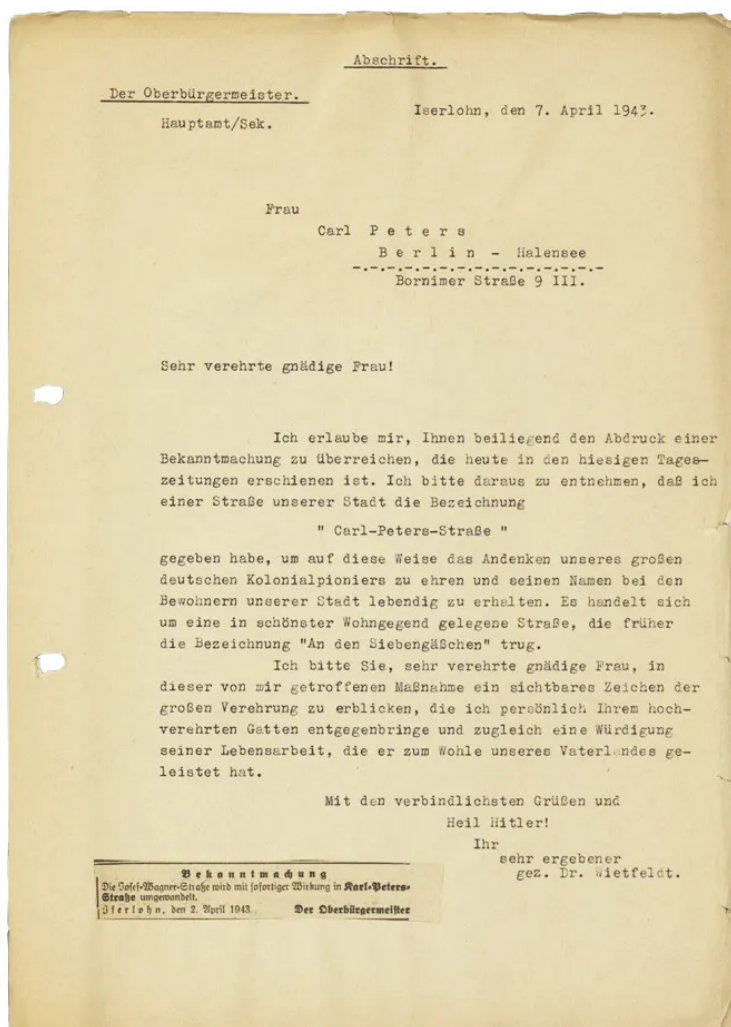 Abschrift.
Der Oberbürgermeister.
Iserlohn, den 7. April 1943.
Hauptamt/Sek.
Frau
Carl P e t e r s
B e r l i n - Halensee
-.-.-.-.-.-.-.-.-.-.-.-.-.-.-
Bornimer Straße 9 III.
Sehr verehrte gnädige Frau!
Ich erlaube mir, Ihnen beiliegend den Abdruck einer
Bekanntmachung zu überreichen, die heute in den hiesigen Tages-
zeitungen erschienen ist. Ich bitte daraus zu entnehmen, daß ich
einer Straße unserer Stadt die Bezeichnung
" Carl-Peters-Straße "
gegeben habe, um auf diese Weise das Andenken unseres großen
deutschen Kolonialpioniers zu ehren und seinen Namen bei den
Bewohnern unserer Stadt lebendig zu erhalten. Es handelt sich
um eine in schönster Wohngegend gelegene Straße, die früher
die Bezeichnung "An den Siebengäßchen" trug.
Ich bitte Sie, sehr verehrte gnädige Frau, in
dieser von mir getroffenen Maßnahme ein sichtbares Zeichen der
großen Verehrung zu erblicken, die ich persönlich Ihrem hoch-
verehrten Gatten entgegenbringe und zugleich eine Würdigung
seiner Lebensarbeit, die er zum Wohle unseres Vaterlandes ge-
leistet hat.
Mit den verbindlichsten Grüßen und
Heil Hitler!
Ihr
sehr ergebener
gez. Dr. Wietfeldt.
B e k a n n t m a ch u n g
Die Josef-Wagner-Straße wird mit sofortiger Wirkung in Karl-Peters-
Straße umgewandelt.
I s e r l o h n, den 2. April 1943. Der Oberbürgermeister